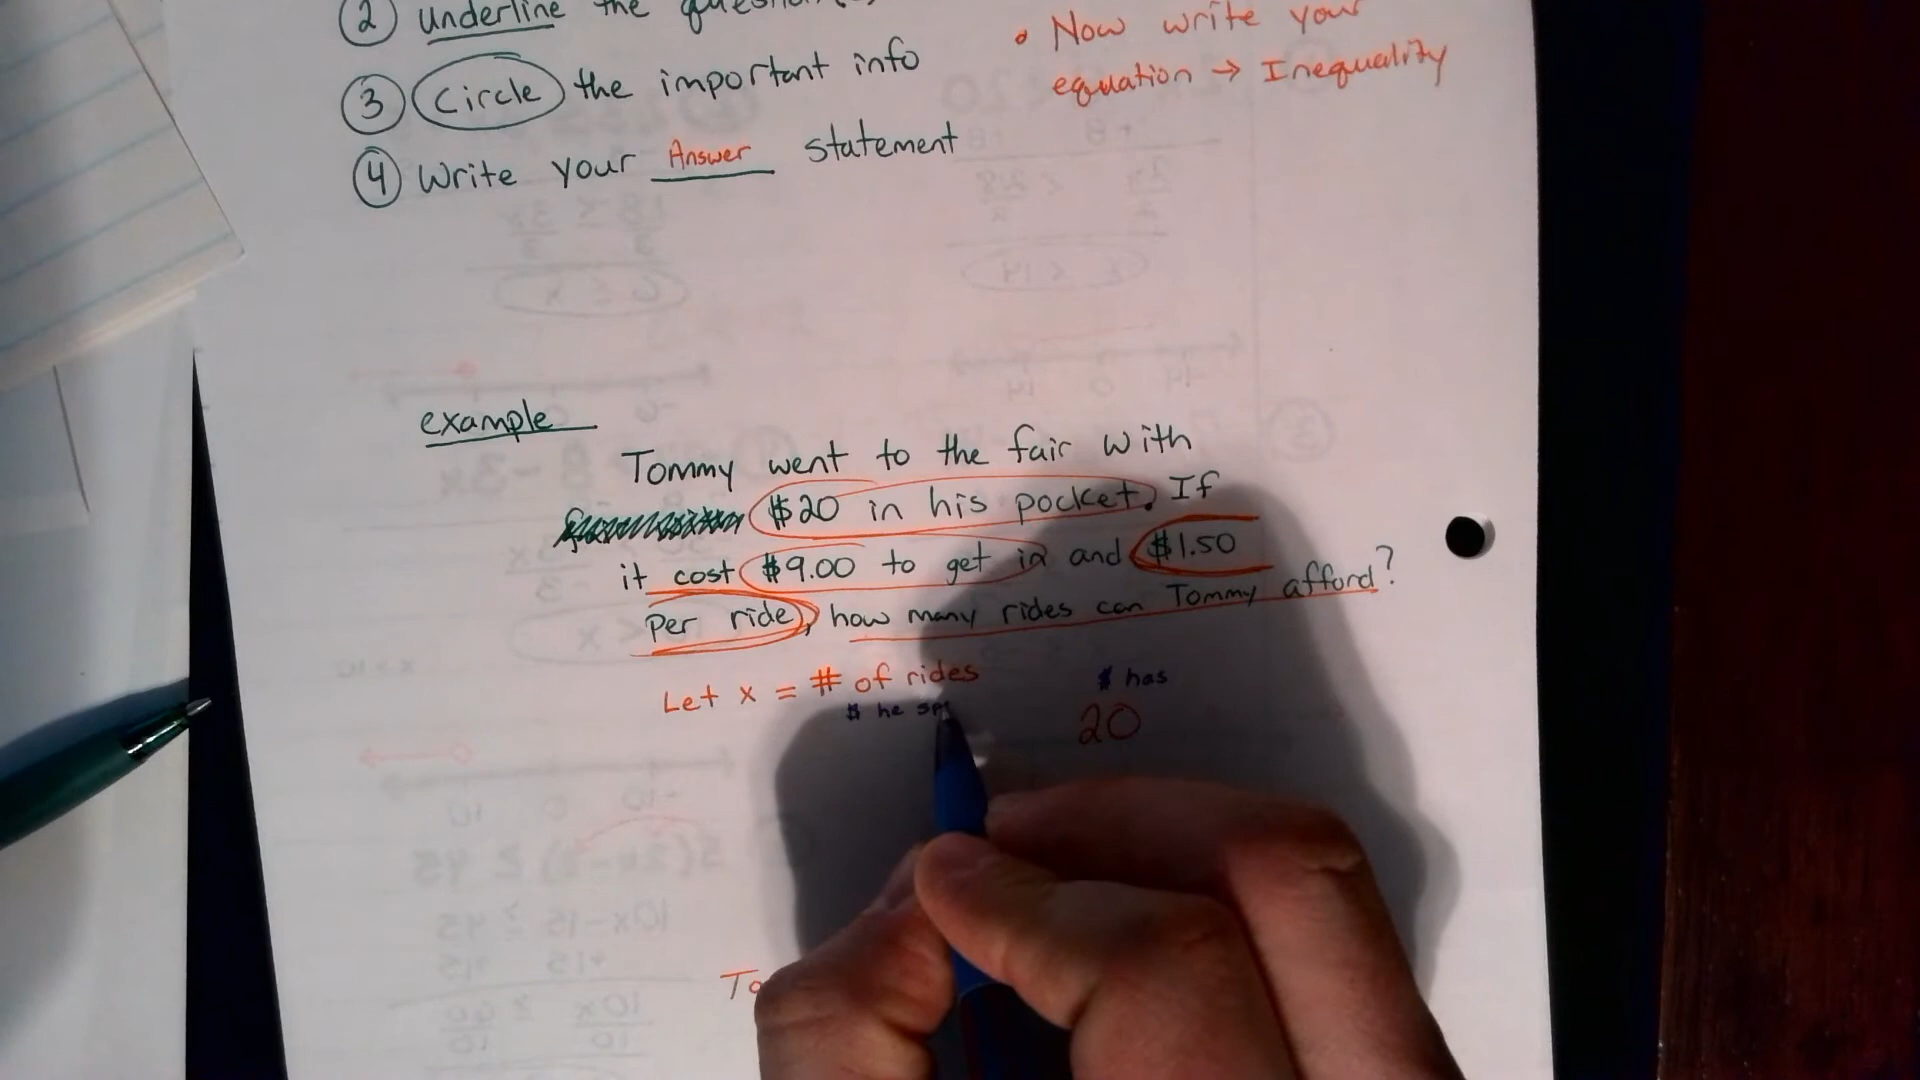 ② underline the
③ Circle the important info
④ Write your Answer statement
• Now write your
equation → Inequality
example
Tommy went to the fair with
$20 in his pocket. If
it cost $9.00 to get in and $1.50
per ride, how many rides can Tommy afford?
Let x = # of rides
$ he sp
$ has
20
To